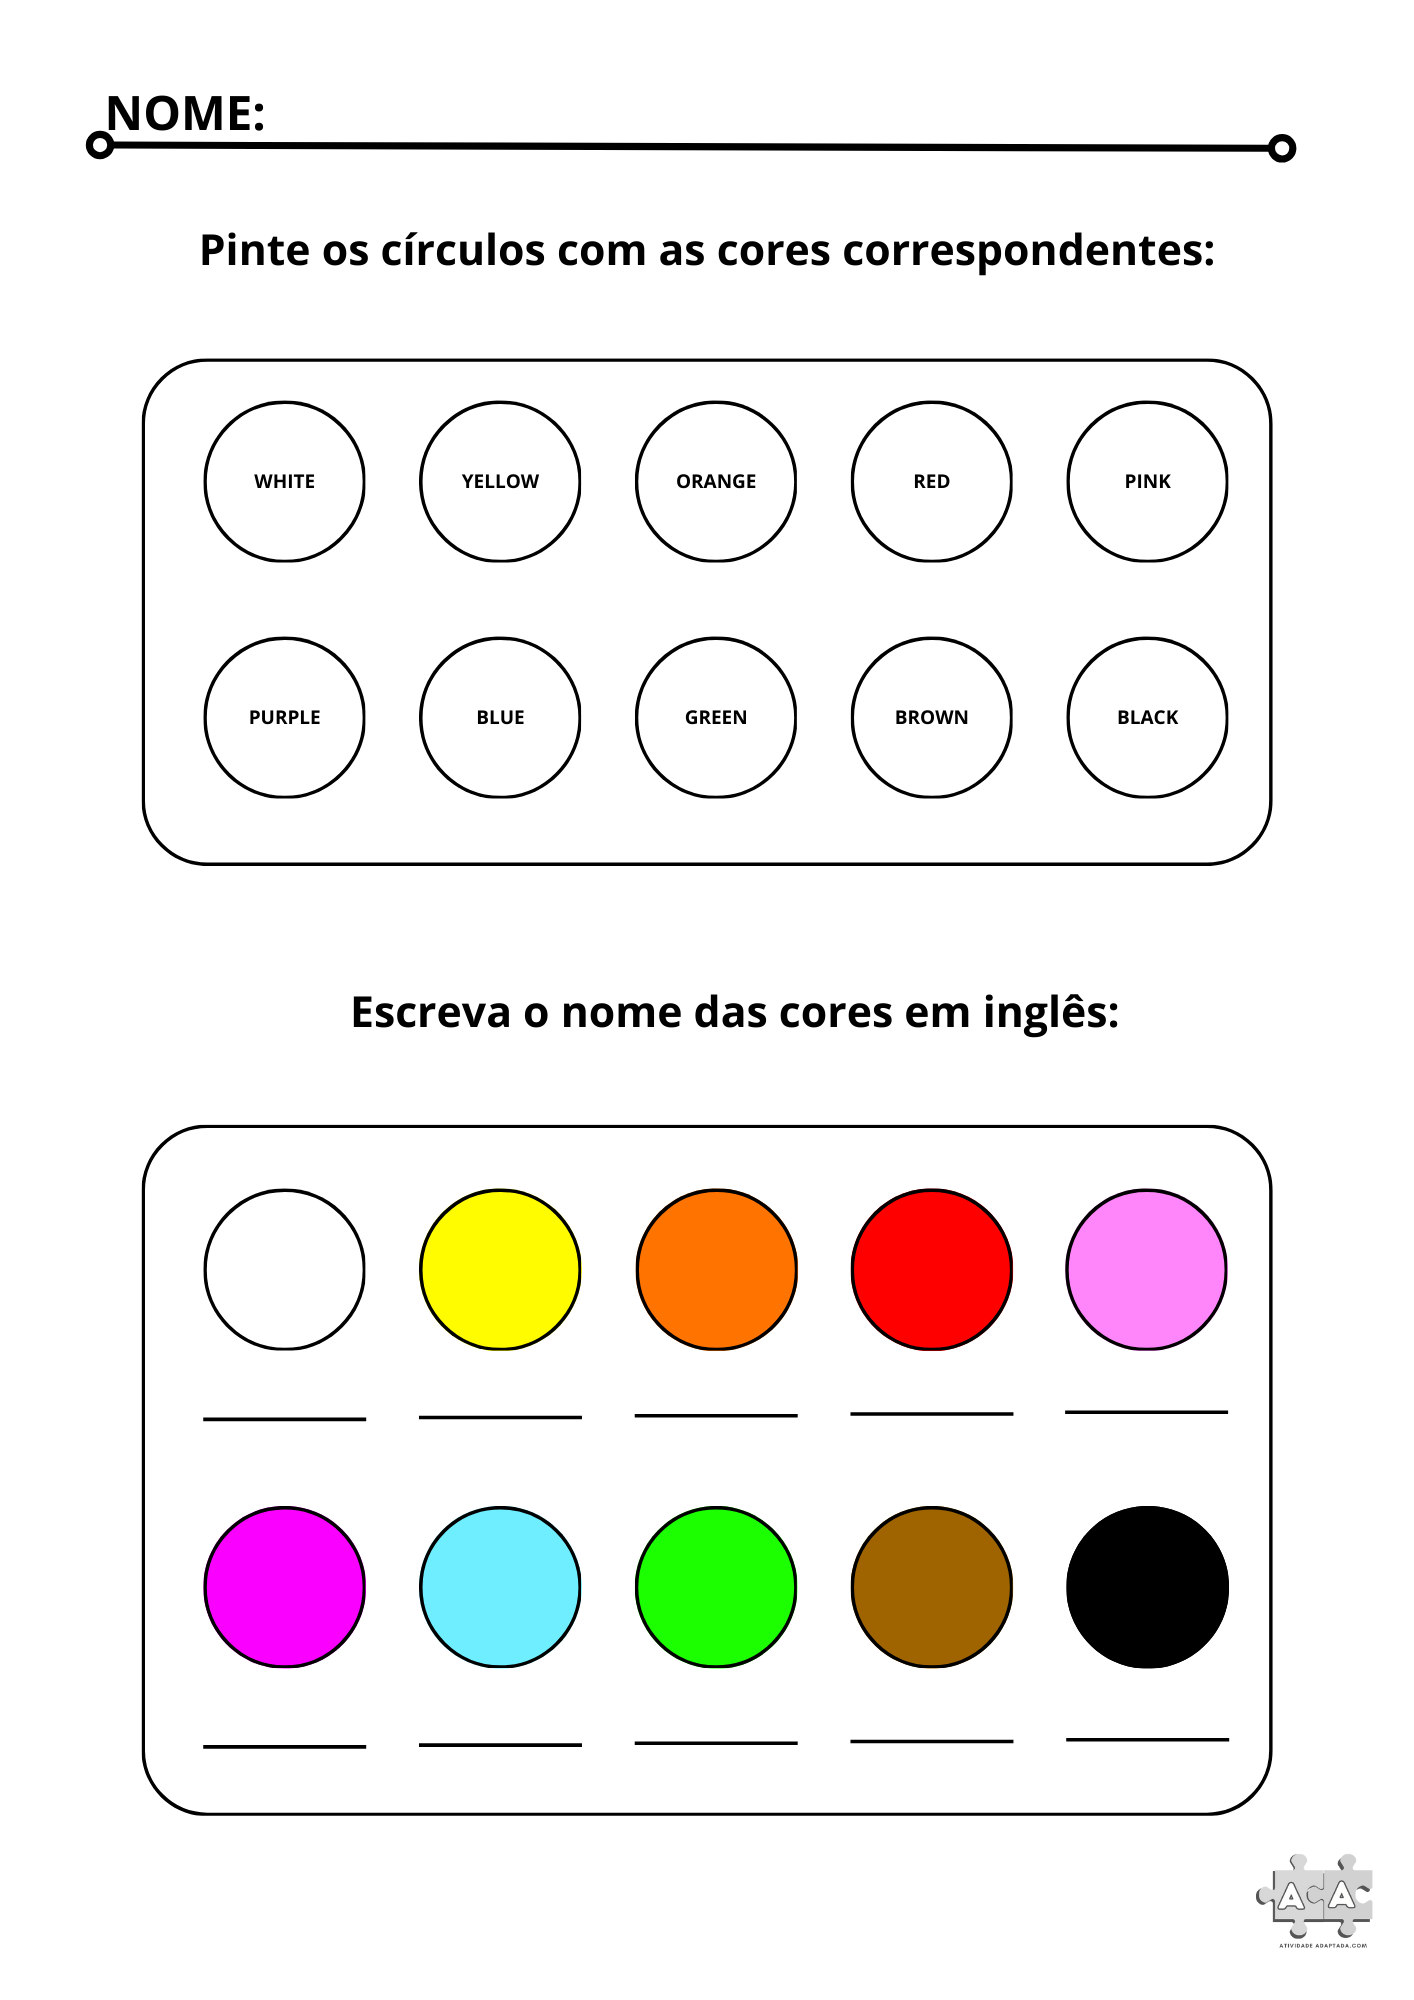 NOME:
Pinte os círculos com as cores correspondentes:
WHITE YELLOW ORANGE RED PINK
PURPLE BLUE GREEN BROWN BLACK
Escreva o nome das cores em inglês:
A A
ATIVIDADE ADAPTADA.COM